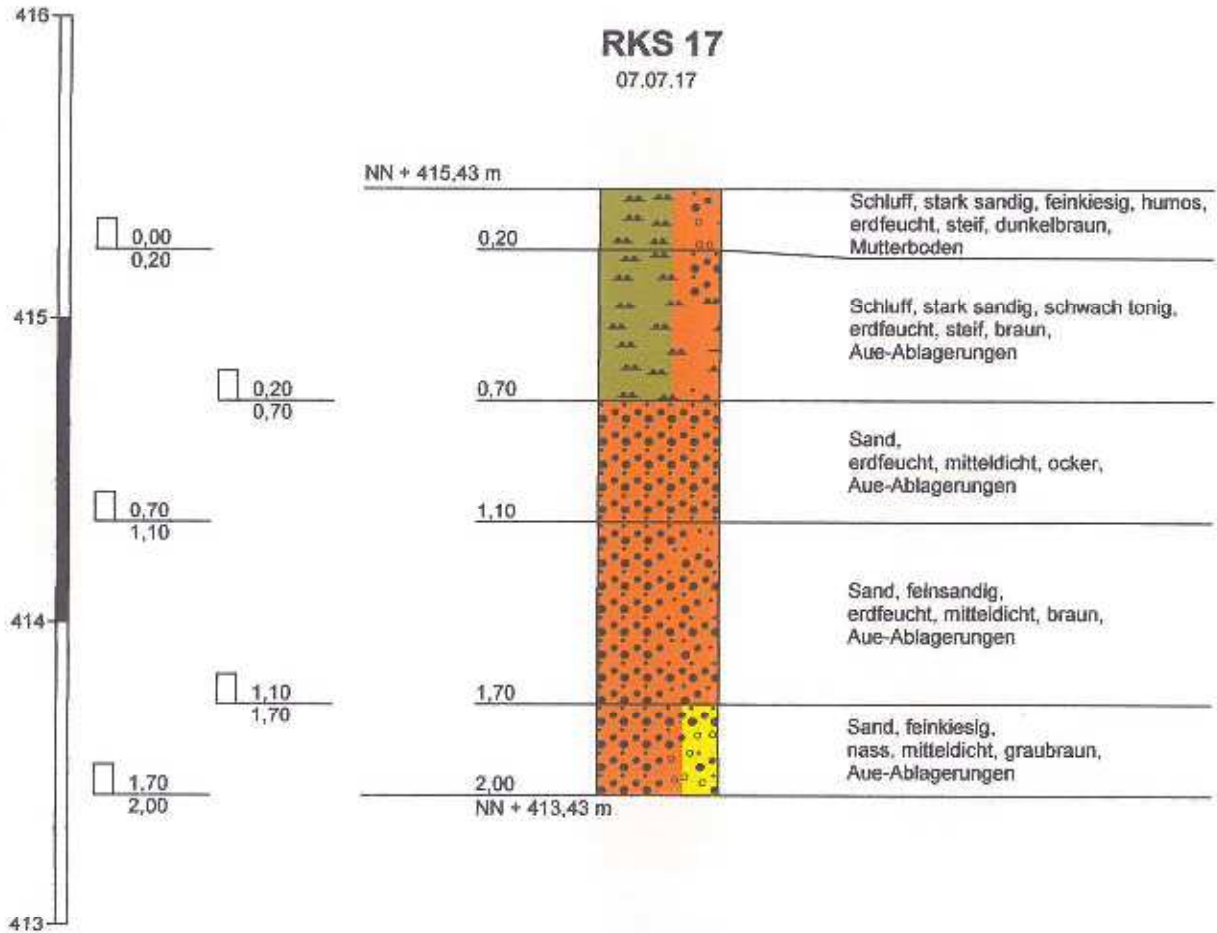 416
RKS 17
07.07.17
NN + 415,43 m
Schluff, stark sandig, feinkiesig, humos,
erdfeucht, steif, dunkelbraun,
Mutterboden
0,00
0,20
0,20
415
Schluff, stark sandig, schwach tonig,
erdfeucht, steif, braun,
Aue-Ablagerungen
0,20
0,70
0,70
Sand,
erdfeucht, mitteldicht, ocker,
Aue-Ablagerungen
0,70
1,10
1,10
414
Sand, feinsandig,
erdfeucht, mitteldicht, braun,
Aue-Ablagerungen
1,10
1,70
1,70
Sand, feinkiesig,
nass, mitteldicht, graubraun,
Aue-Ablagerungen
1,70
2,00
2,00
NN + 413,43 m
413